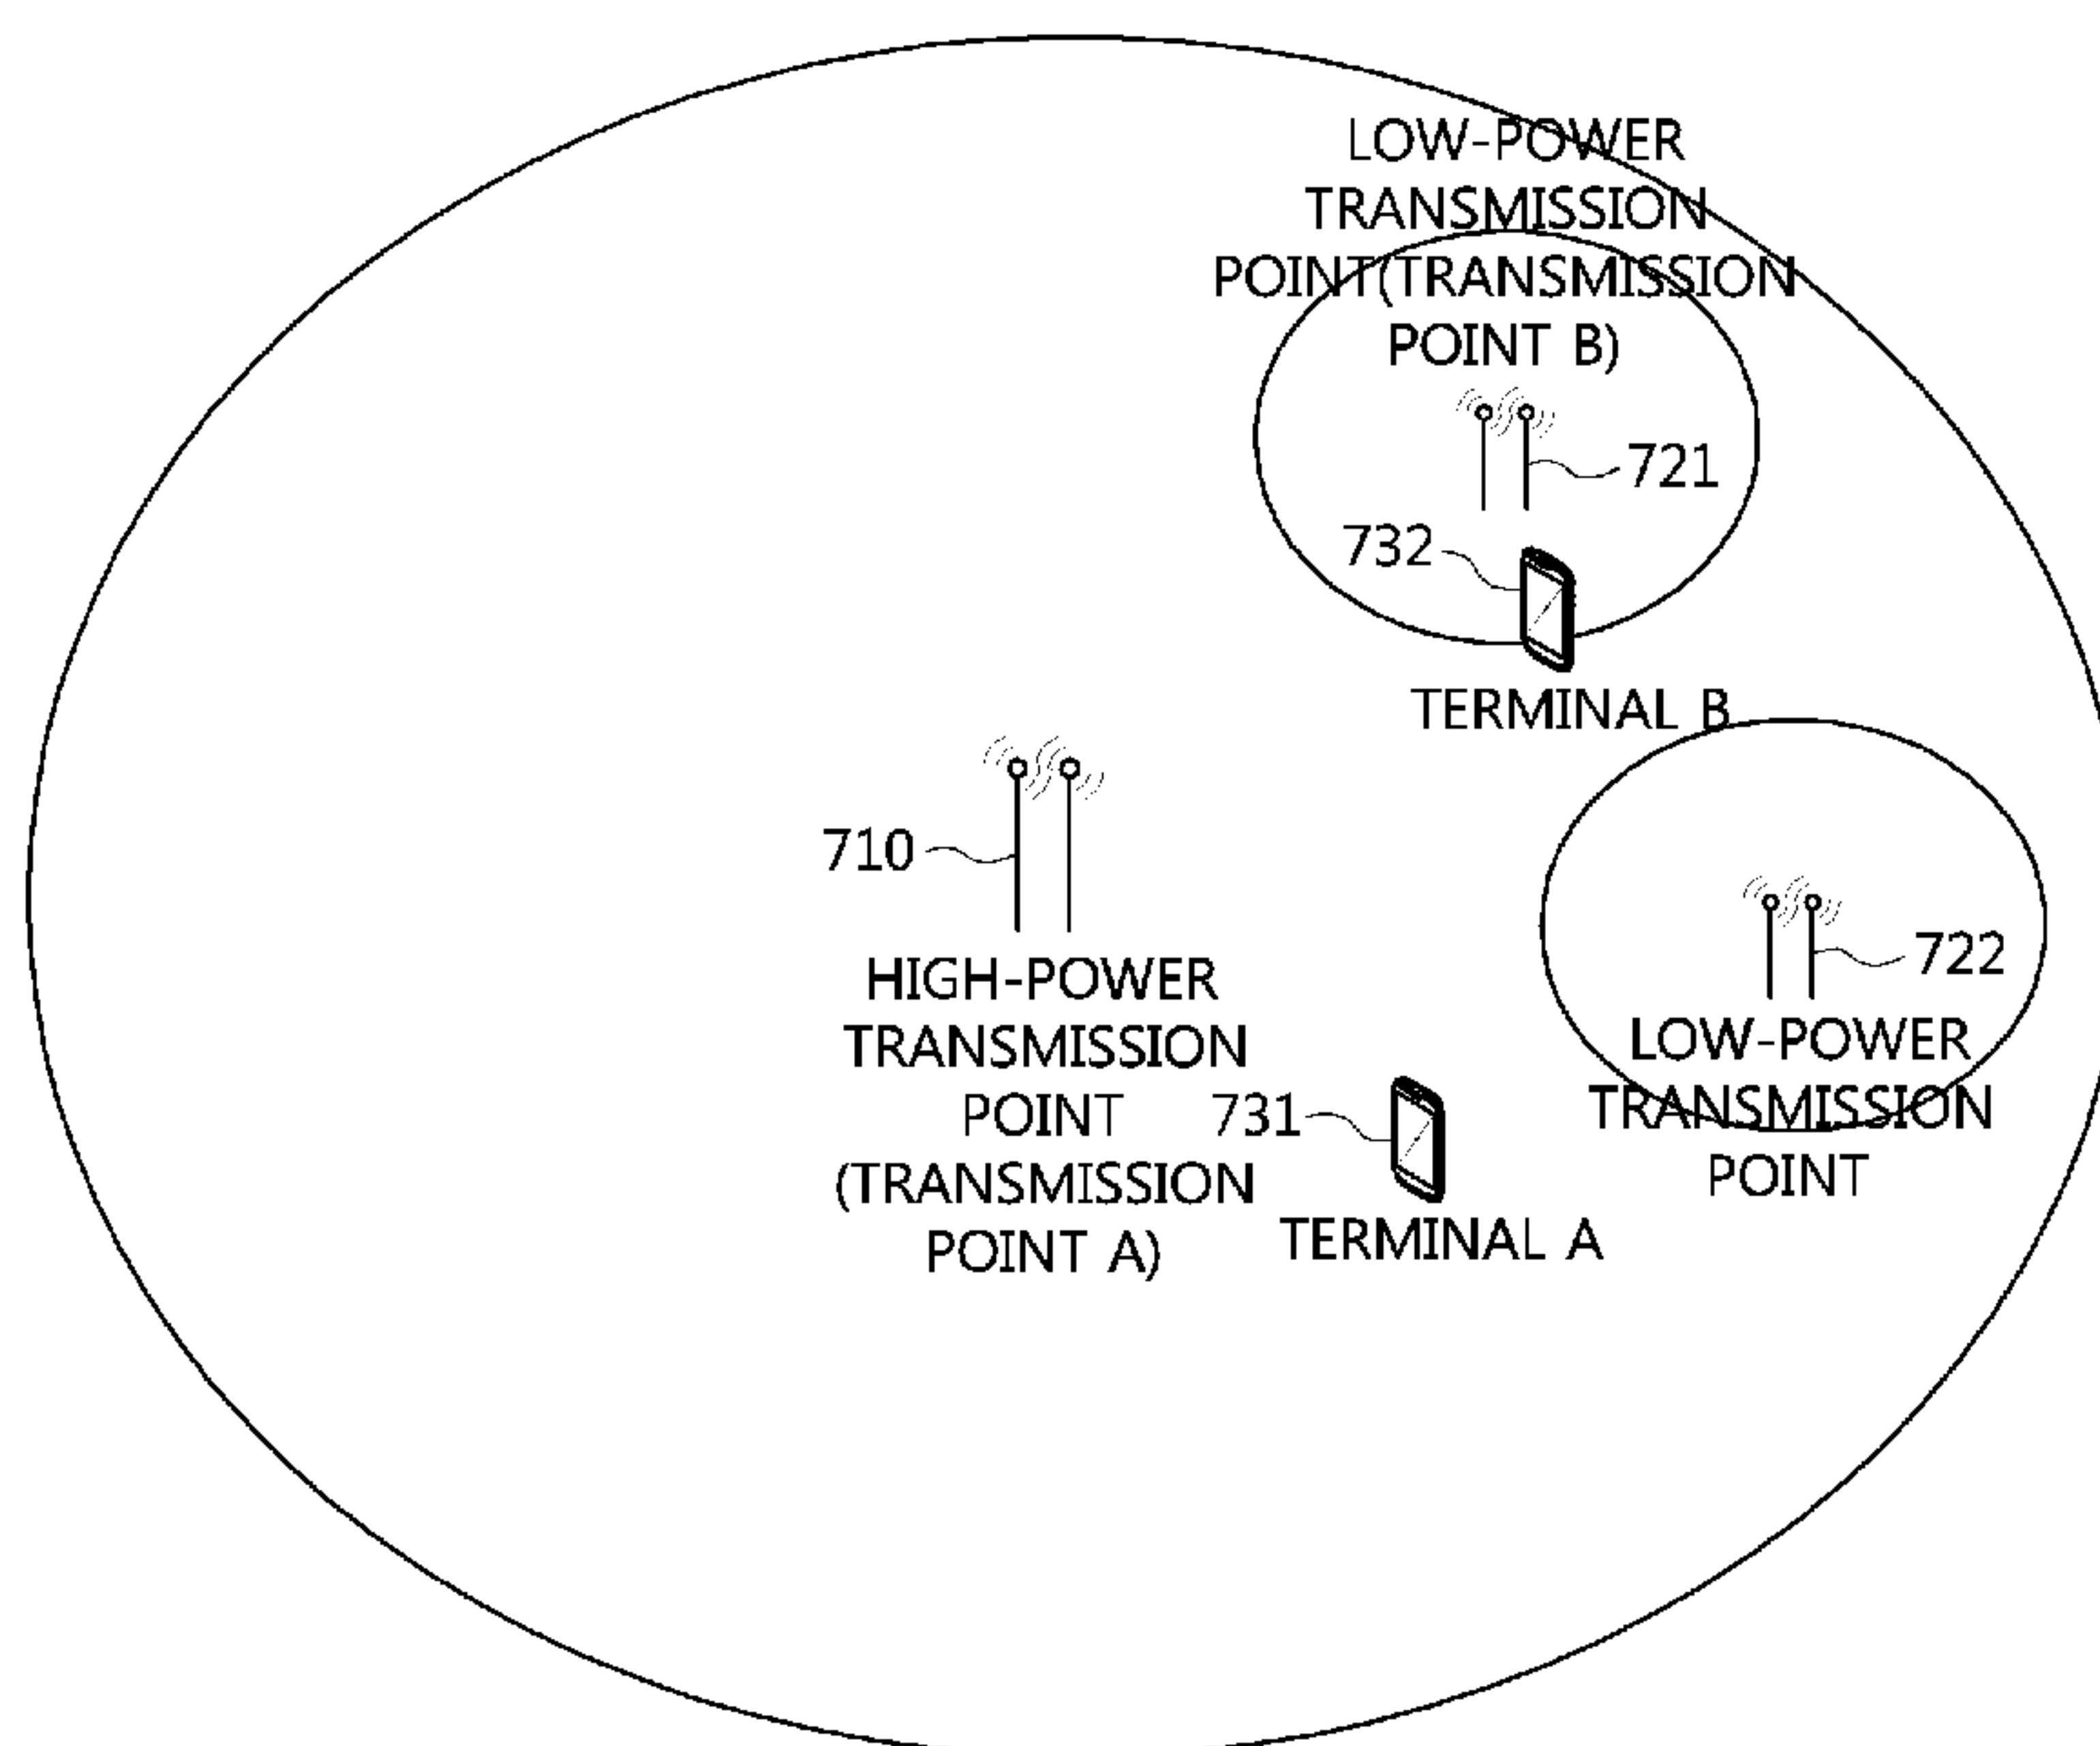 LOW-POWER
TRANSMISSION
POINT(TRANSMISSION
POINT B)
721
732
TERMINAL B
710
HIGH-POWER
TRANSMISSION
POINT
(TRANSMISSION
POINT A)
731
TERMINAL A
722
LOW-POWER
TRANSMISSION
POINT